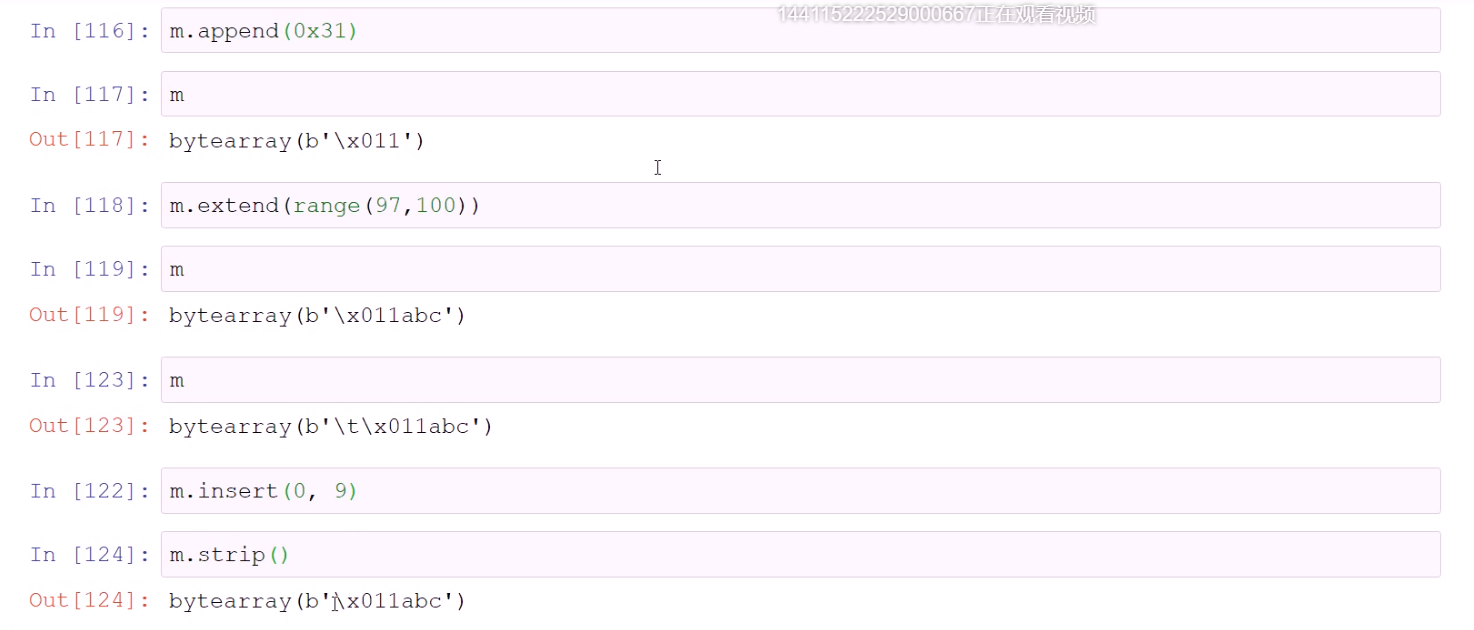 144115222529000667正在观看视频
In [116]: m.append(0x31)
In [117]: m
Out[117]: bytearray(b'\x011')
In [118]: m.extend(range(97,100))
In [119]: m
Out[119]: bytearray(b'\x011abc')
In [123]: m
Out[123]: bytearray(b'\t\x011abc')
In [122]: m.insert(0, 9)
In [124]: m.strip()
Out[124]: bytearray(b'\x011abc')